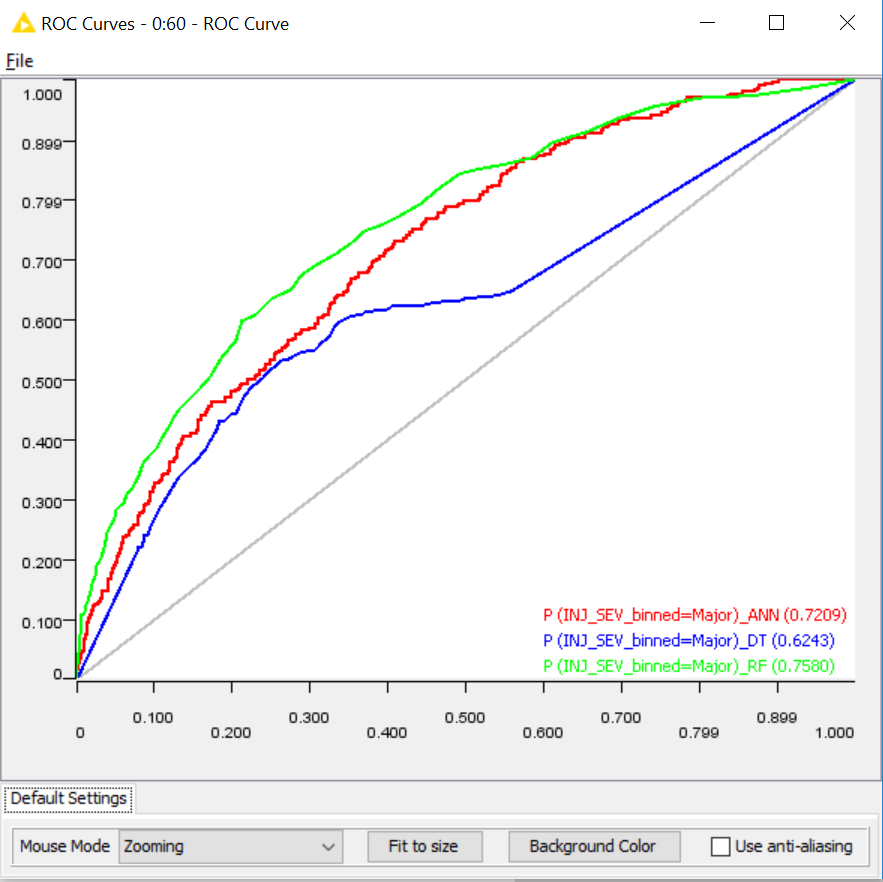 ROC Curves - 0:60 - ROC Curve
File
1.000
0.899
0.799
0.700
0.600
0.500
0.400
0.300
0.200
0.100
0
P (INJ_SEV_binned=Major)_ANN (0.7209)
P (INJ_SEV_binned=Major)_DT (0.6243)
P (INJ_SEV_binned=Major)_RF (0.7580)
0.100 0.300 0.500 0.700 0.899
0 0.200 0.400 0.600 0.799 1.000
Default Settings
Mouse Mode Zooming Fit to size Background Color Use anti-aliasing